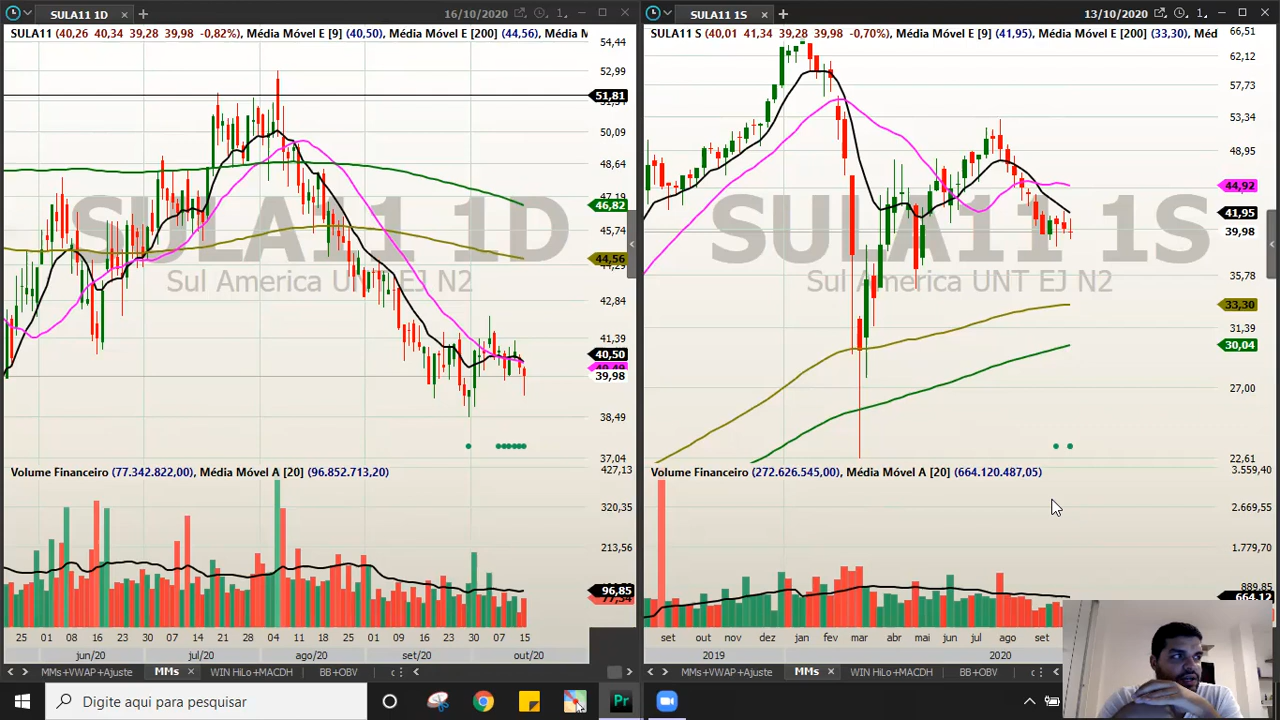 SULA11 1D
16/10/2020
1
SULA11 (40,26 40,34 39,28 39,98 -0,82%), Média Móvel E [9] (40,50), Média Móvel E [200] (44,56), Média M
54,44
52,99
51,81
50,09
48,64
47,19
46,82
45,74
44,56
42,84
41,39
40,50
39,98
38,49
37,04
SULA11 1D
Sul America UNT EJ N2
Volume Financeiro (77.342.822,00), Média Móvel A [20] (96.852.713,20)
427,13
320,35
213,56
96,85
25 01 08 16 23 30 07 14 21 28 04 11 18 25 01 09 16 23 30 07 15
jun/20 jul/20 ago/20 set/20 out/20
MMs+VWAP+Ajuste MMs WIN HiLo+MACDH BB+OBV
SULA11 1S
13/10/2020
1
SULA11 S (40,01 41,34 39,28 39,98 -0,70%), Média Móvel E [9] (41,95), Média Móvel E [200] (33,30), Méd
66,51
62,12
57,73
53,34
48,95
44,92
41,95
39,98
35,78
33,30
31,39
30,04
27,00
22,61
SULA11 1S
Sul America UNT EJ N2
Volume Financeiro (272.626.545,00), Média Móvel A [20] (664.120.487,05)
3.559,40
2.669,55
1.779,70
889,85
664,12
set out nov dez jan fev mar abr mai jun jul ago set
2019 2020
MMs+VWAP+Ajuste MMs WIN HiLo+MACDH BB+OBV
Digite aqui para pesquisar
Pr